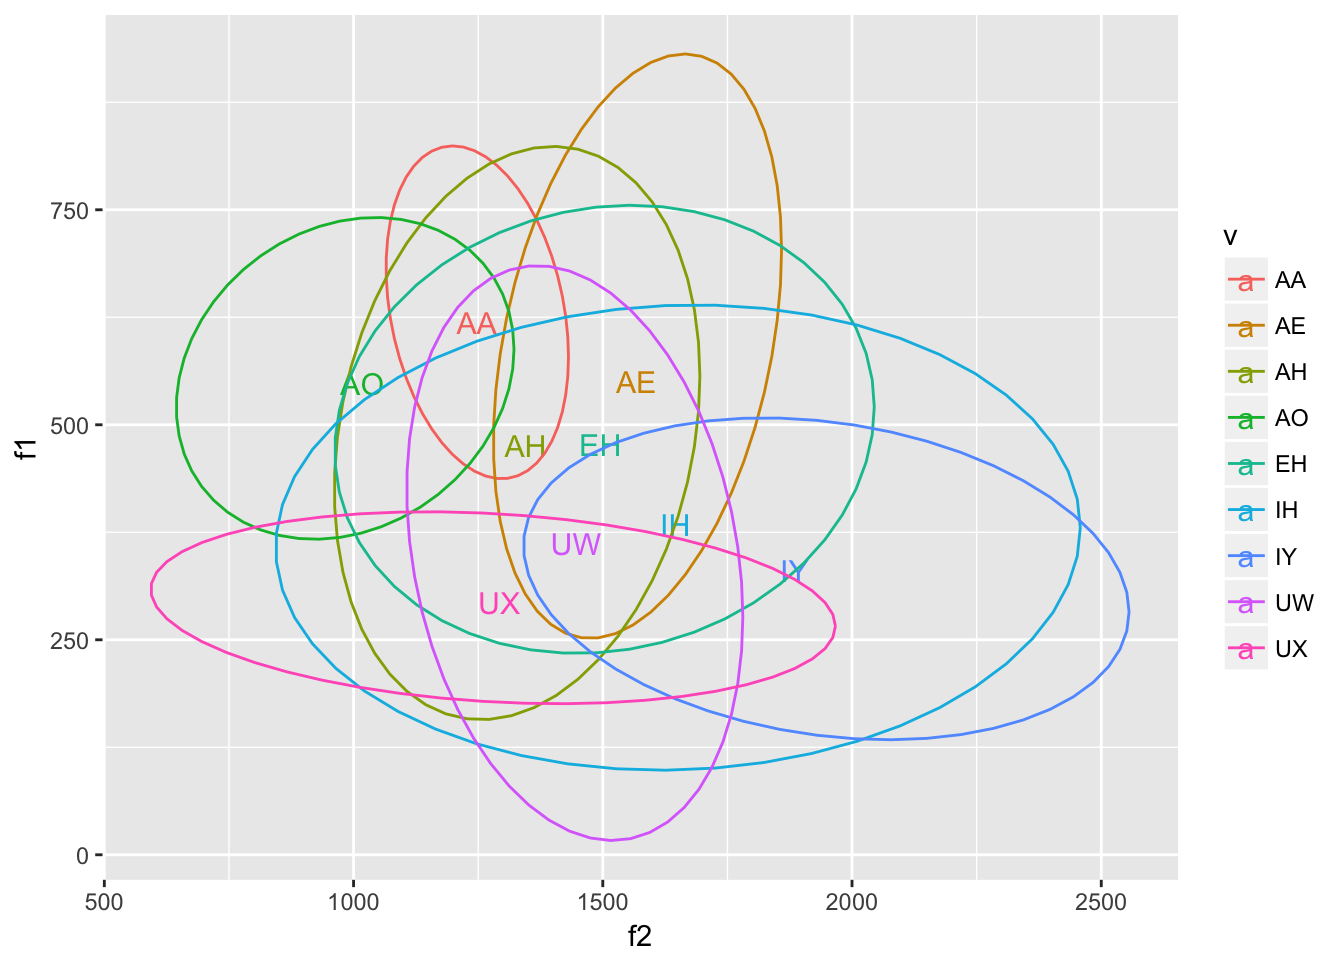 f1
750
500
250
0
500 1000 1500 2000 2500
f2
AA
AE
AO
AH EH
IH
UW
IY
UX
v
a AA
a AE
a AH
a AO
a EH
a IH
a IY
a UW
a UX